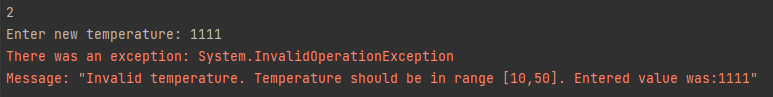 2
Enter new temperature: 1111
There was an exception: System.InvalidOperationException
Message: "Invalid temperature. Temperature should be in range [10,50]. Entered value was:1111"